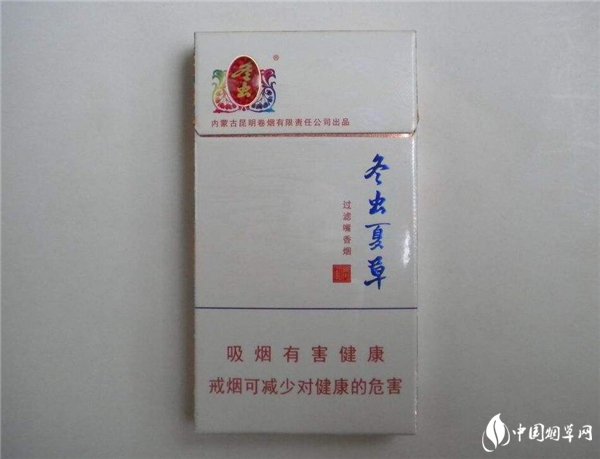 冬虫
®
内蒙古昆明卷烟有限责任公司出品
冬虫夏草
过滤嘴香烟
吸烟有害健康
戒烟可减少对健康的危害
中国烟草网